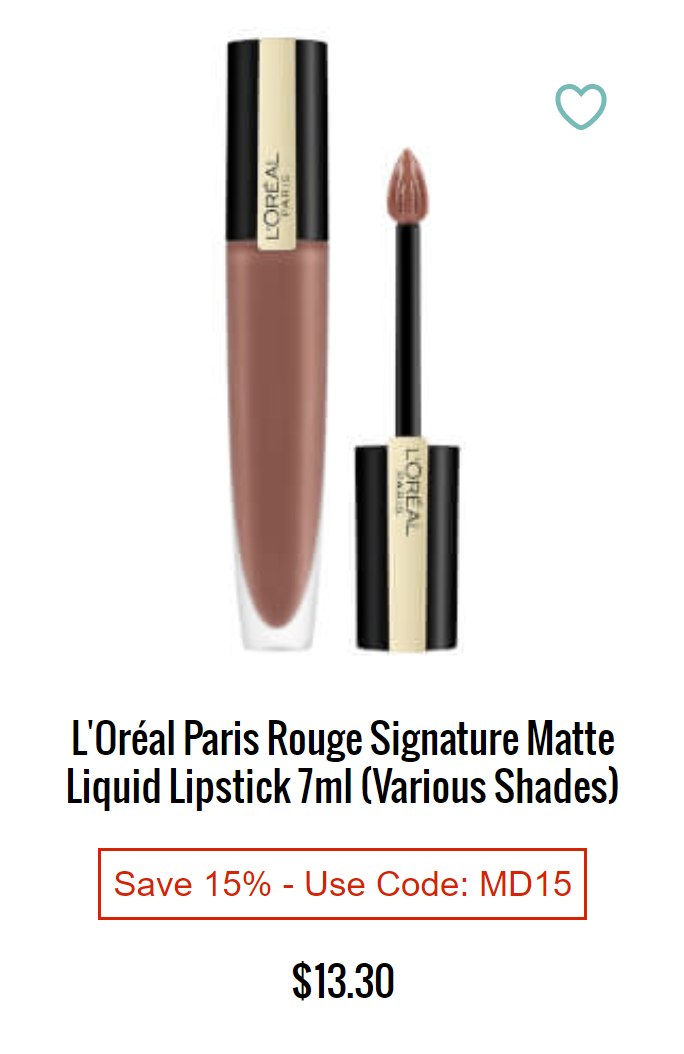 L'ORÉAL
PARIS
L'ORÉAL
PARIS
L'Oréal Paris Rouge Signature Matte
Liquid Lipstick 7ml (Various Shades)
Save 15% - Use Code: MD15
$13.30